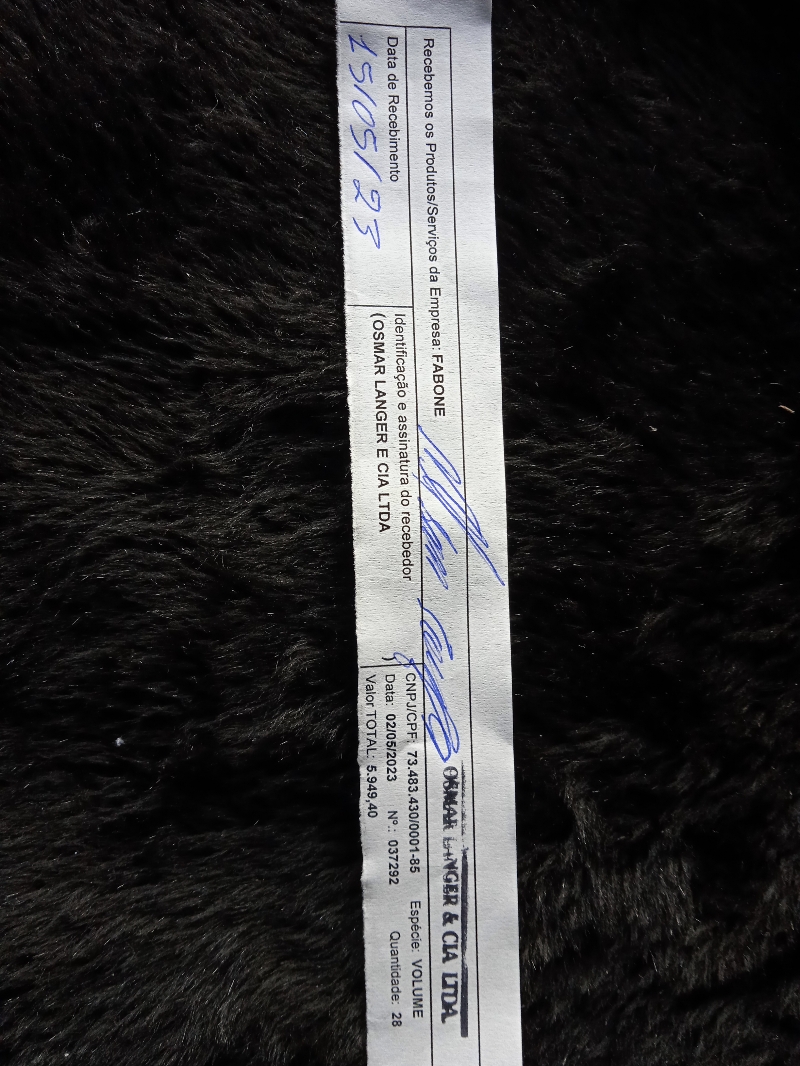 Recebemos os Produtos/Serviços da Empresa: FABONE
Data de Recebimento
15/05/23
Identificação e assinatura do recebedor
(OSMAR LANGER E CIA LTDA )
OSMAR LANGER & CIA LTDA.
CNPJ/CPF: 73.483.430/0001-85 Espécie: VOLUME
Data: 02/05/2023 Nº.: 037292 Quantidade: 28
Valor TOTAL: 5.949,40